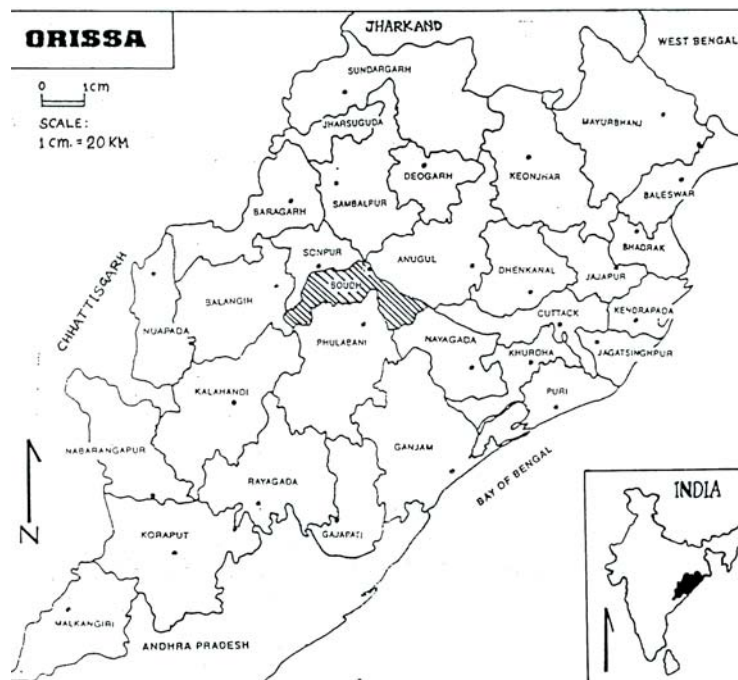 ORISSA
0 1cm
SCALE:
1 CM. = 20 KM
JHARKAND
WEST BENGAL
SUNDARGARH
JHARSUGUDA
MAYURBHANJ
DEOGARH
KEONJHAR
SAMBALPUR
BALESWAR
BARAGARH
BHADRAK
SONPUR
ANUGUL
DHENKANAL
JAJAPUR
BOUDH
BALANGIR
CHHATTISGARH
NUAPADA
KENDRAPADA
CUTTACK
NAYAGADA
PHULABANI
KHURDHA
JAGATSINGHPUR
PURI
KALAHANDI
NABARANGAPUR
GANJAM
RAYAGADA
BAY OF BENGAL
INDIA
N
KORAPUT
GAJAPATI
MALKANGIRI
ANDHRA PRADESH